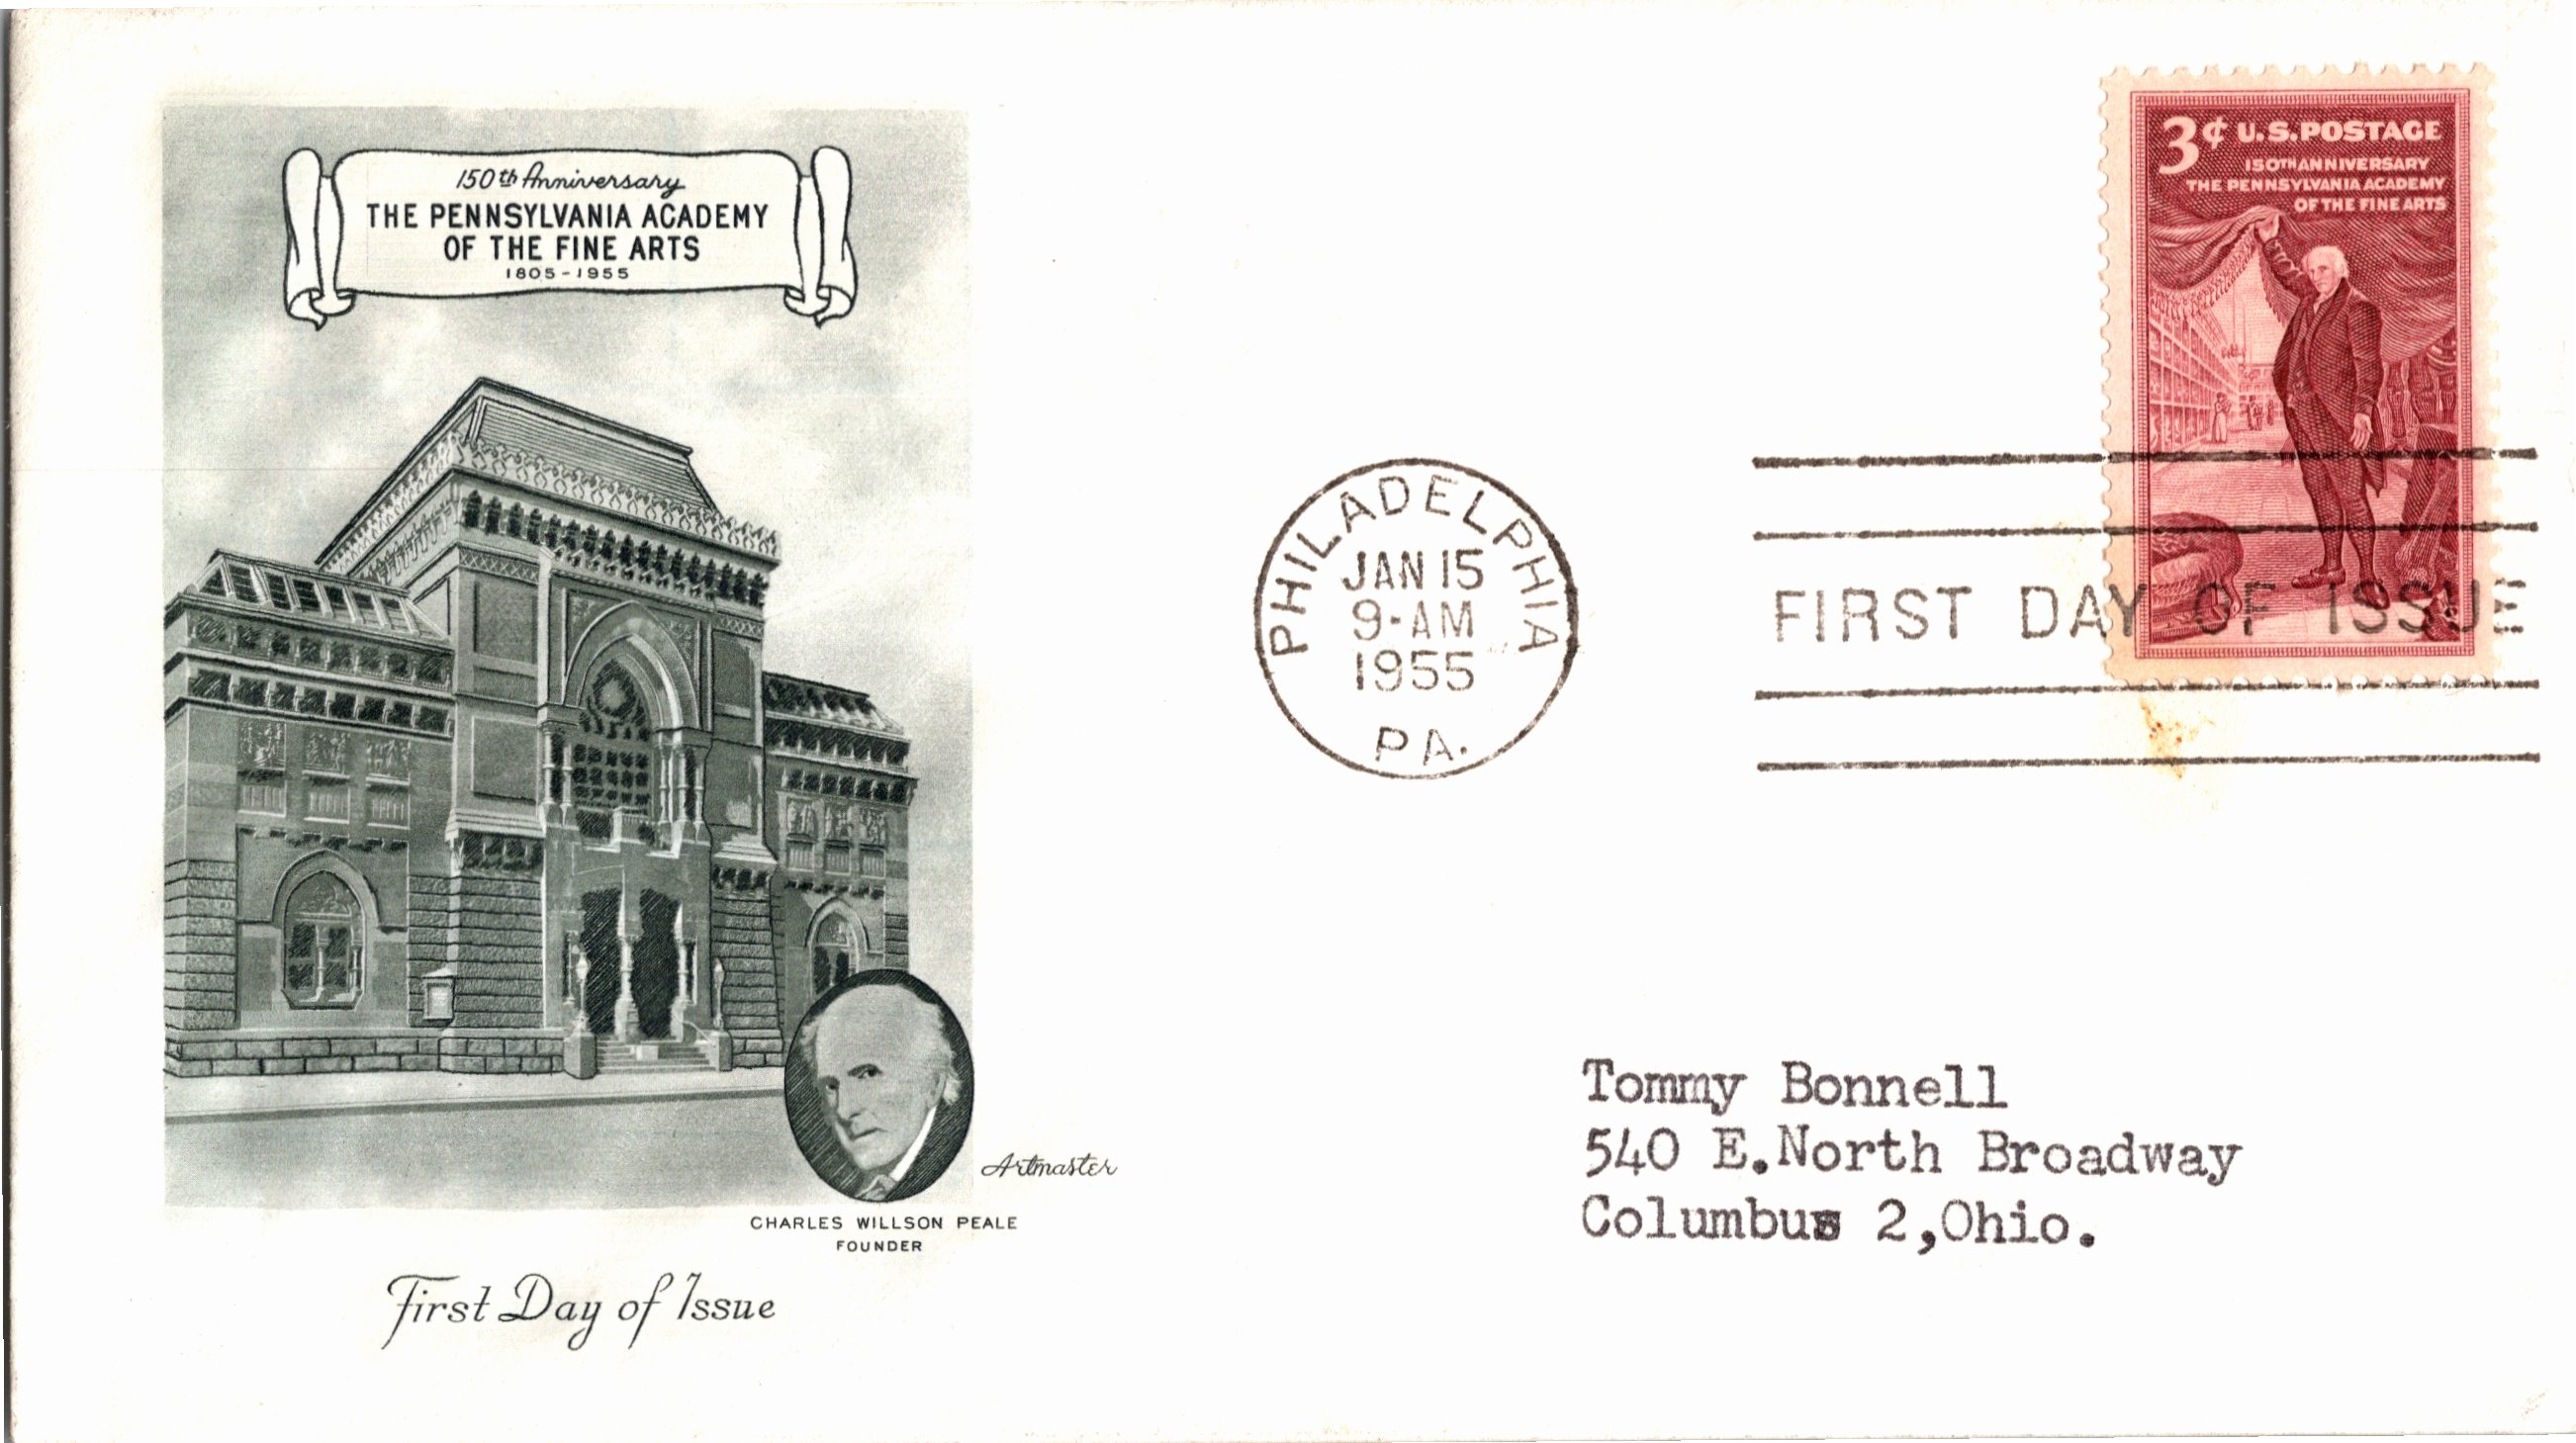 150th Anniversary
THE PENNSYLVANIA ACADEMY
OF THE FINE ARTS
1805-1955
Artmaster
CHARLES WILLSON PEALE
FOUNDER
First Day of Issue
PHILADELPHIA
JAN 15
9-AM
1955
PA.
3¢ U.S. POSTAGE
150TH ANNIVERSARY
THE PENNSYLVANIA ACADEMY
OF THE FINE ARTS
FIRST DAY OF ISSUE
Tommy Bonnell
540 E.North Broadway
Columbus 2,Ohio.